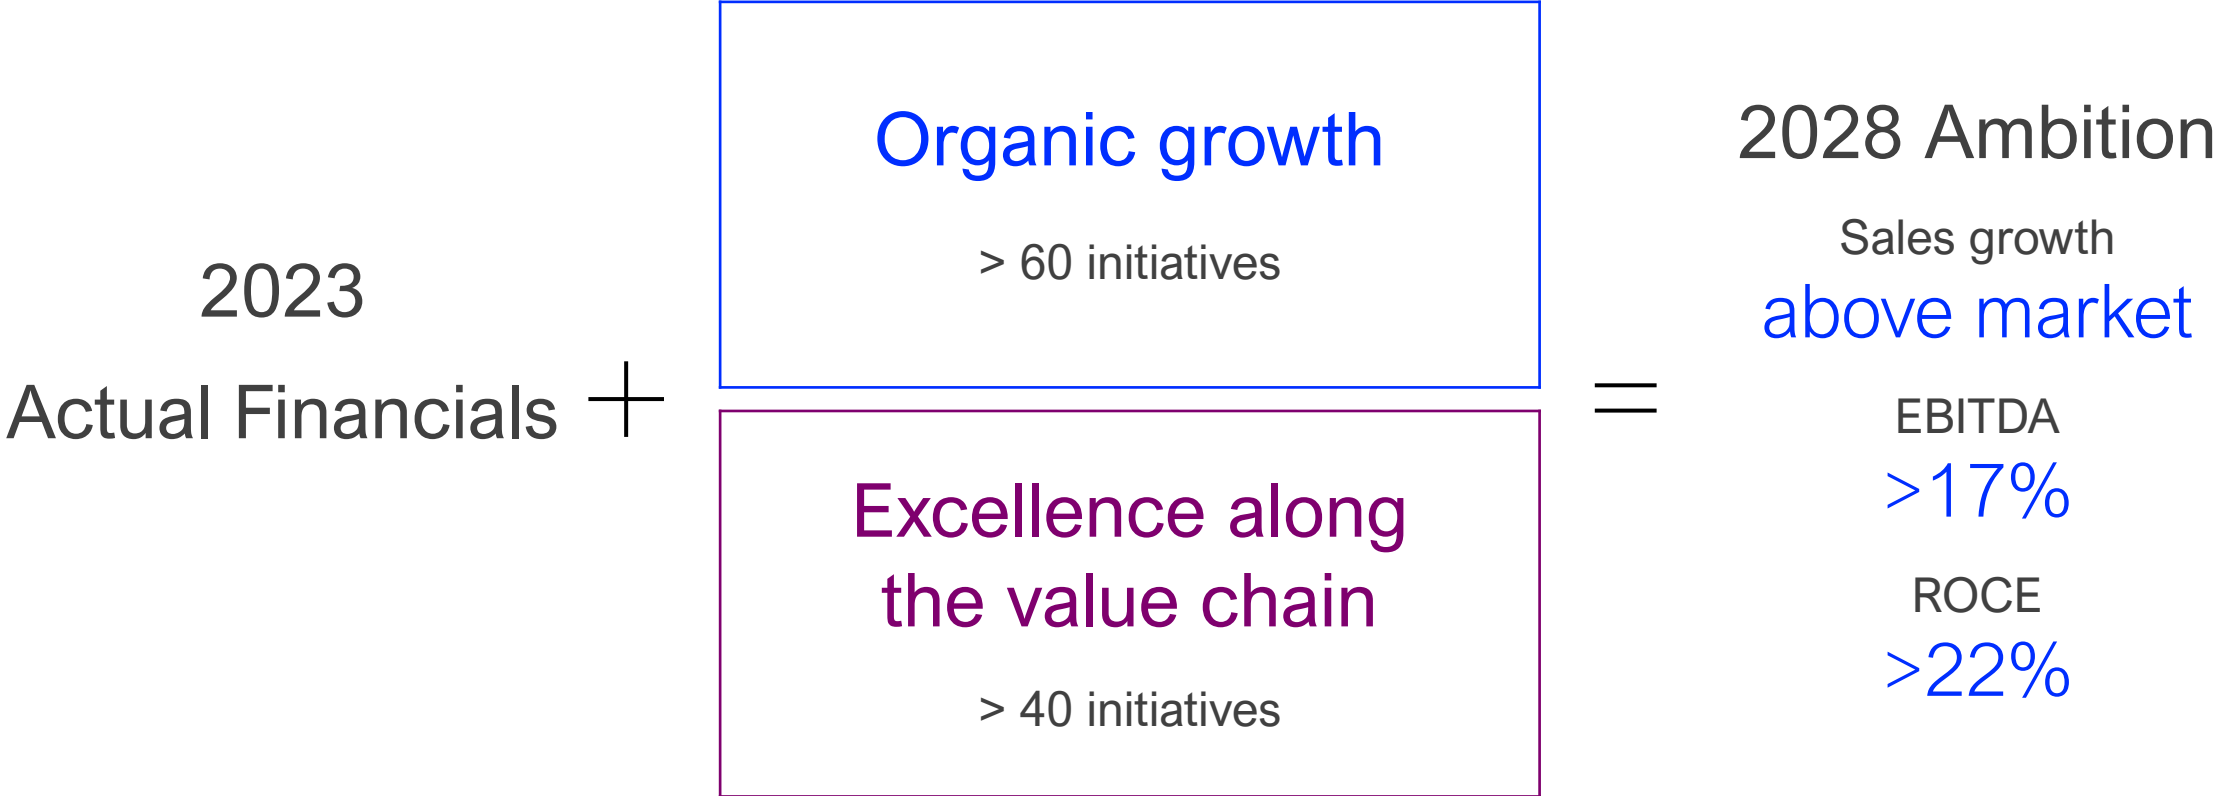 2023
Actual Financials
+
Organic growth
> 60 initiatives
Excellence along
the value chain
> 40 initiatives
=
2028 Ambition
Sales growth
above market
EBITDA
>17%
ROCE
>22%